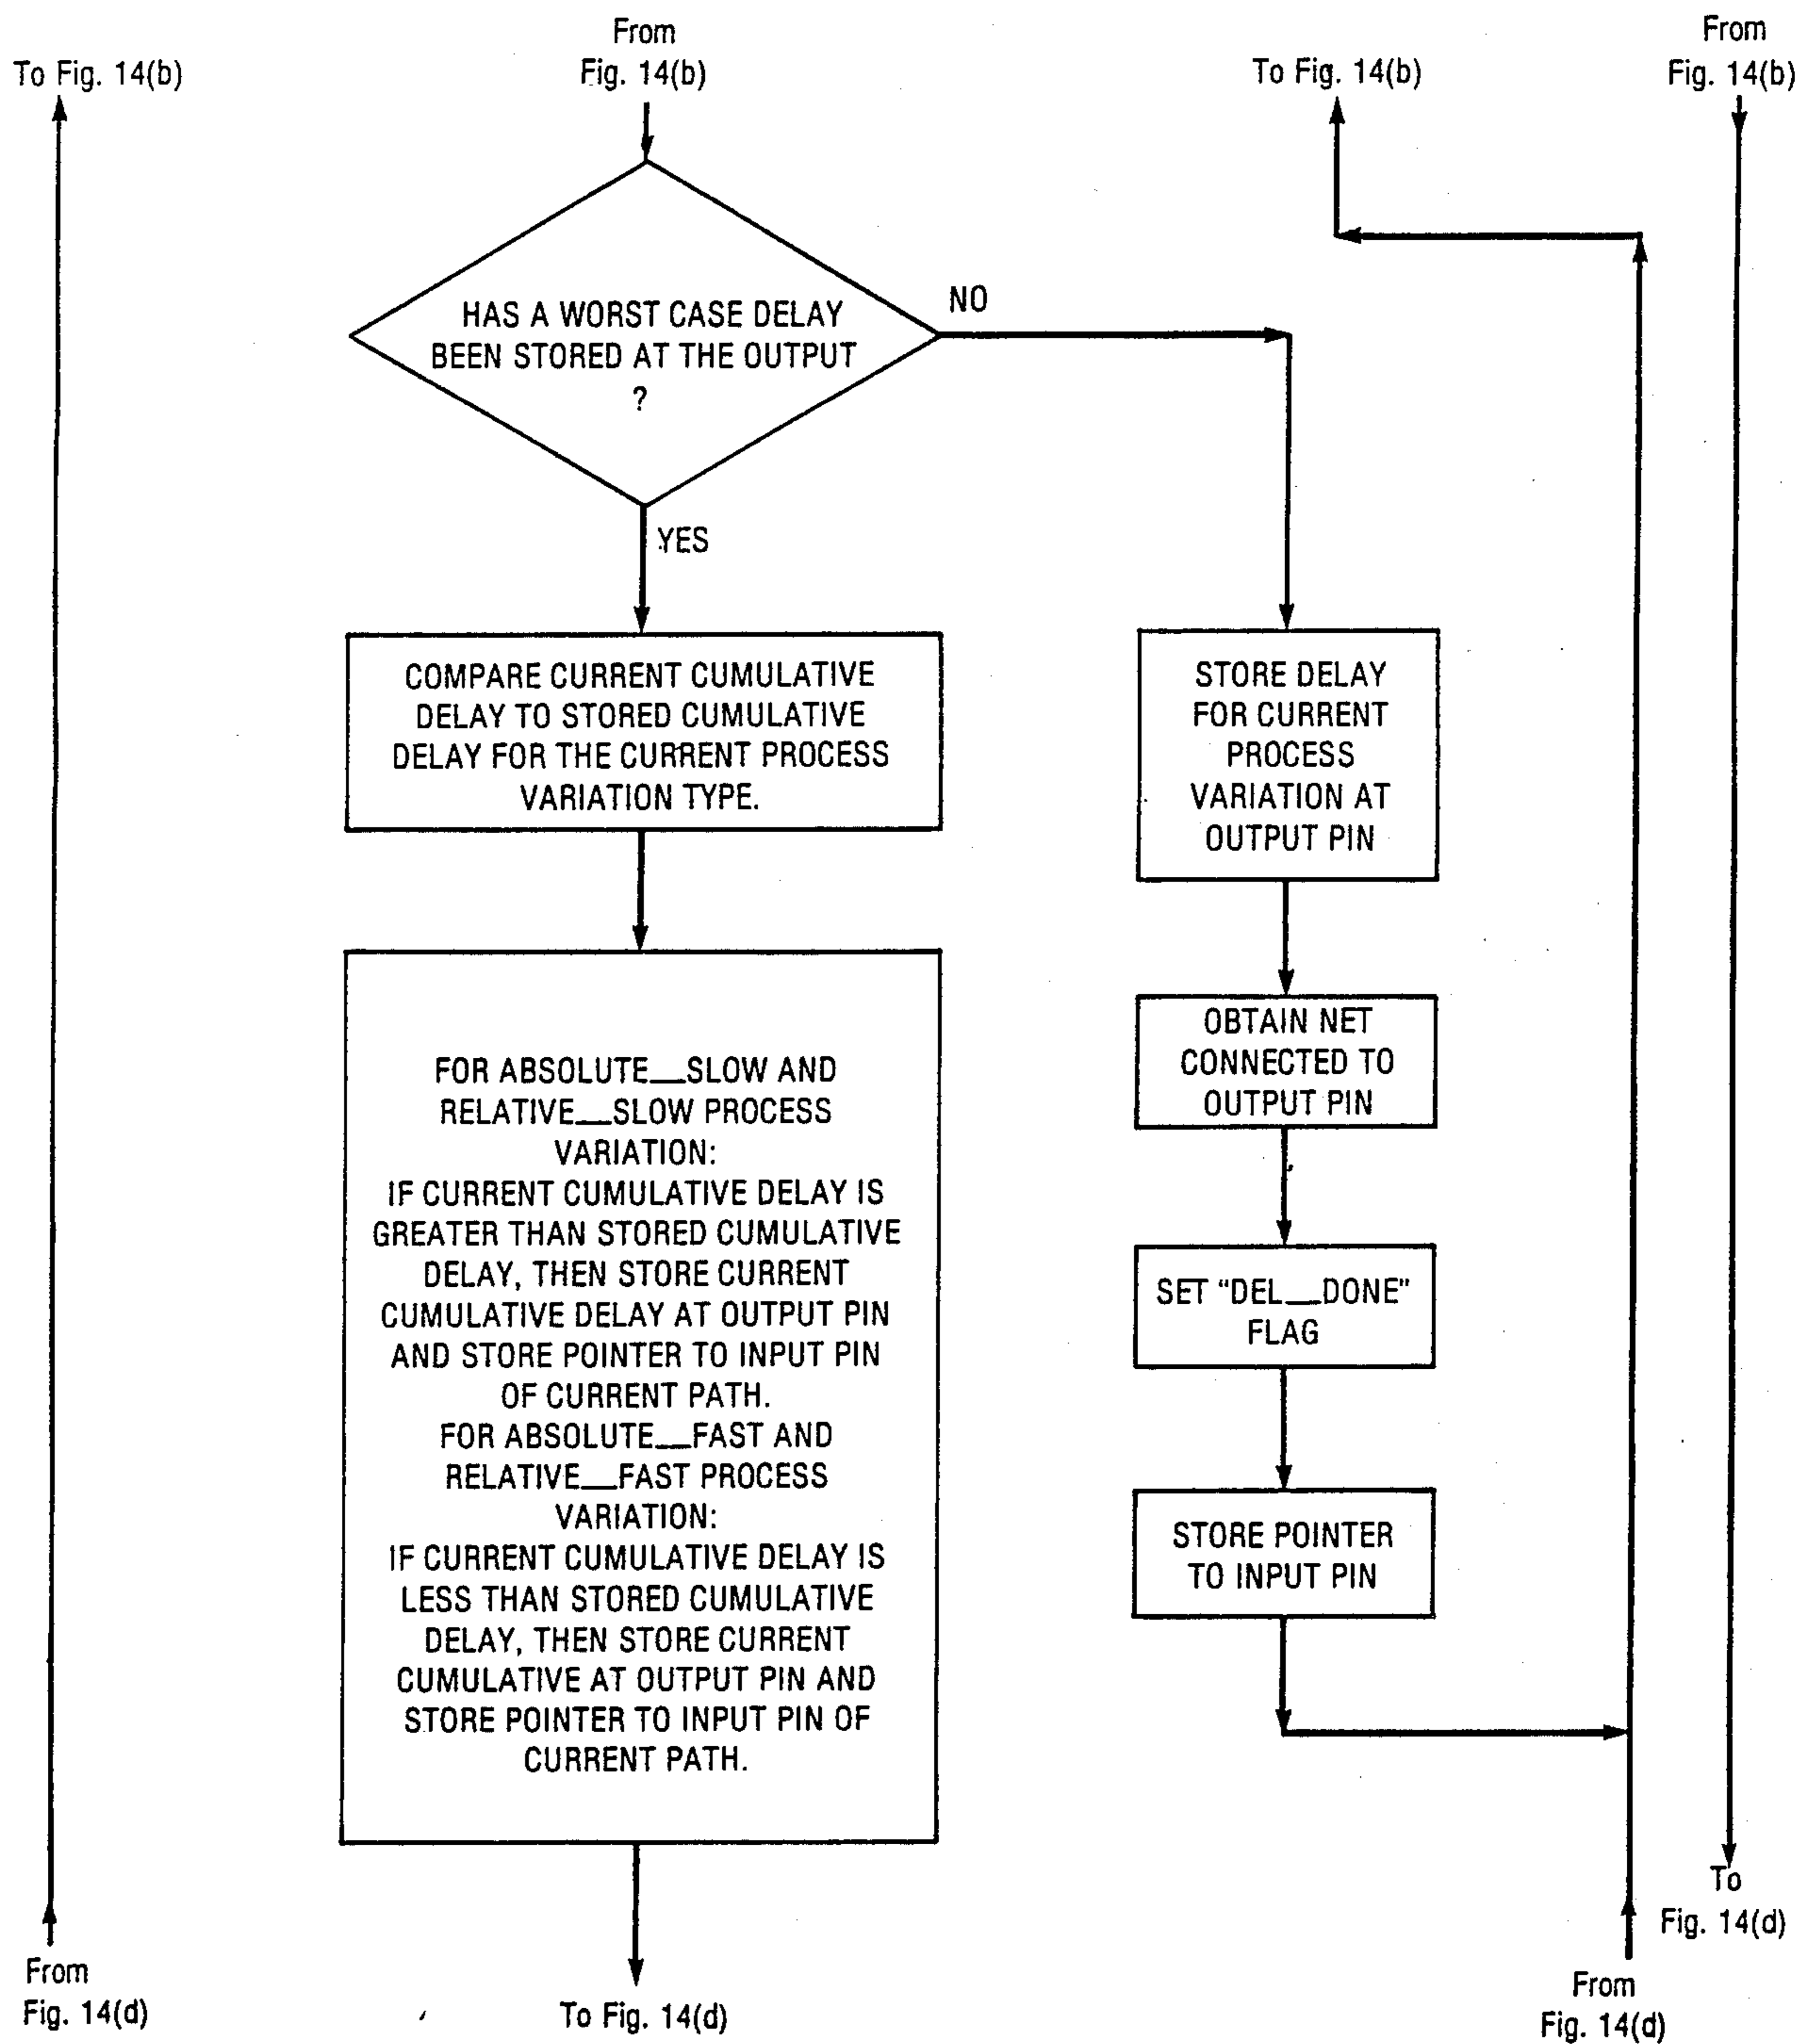 To Fig. 14(b)
From
Fig. 14(b)
To Fig. 14(b)
From
Fig. 14(b)
HAS A WORST CASE DELAY
BEEN STORED AT THE OUTPUT
?
NO
YES
COMPARE CURRENT CUMULATIVE
DELAY TO STORED CUMULATIVE
DELAY FOR THE CURRENT PROCESS
VARIATION TYPE.
STORE DELAY
FOR CURRENT
PROCESS
VARIATION AT
OUTPUT PIN
FOR ABSOLUTE__SLOW AND
RELATIVE__SLOW PROCESS
VARIATION:
IF CURRENT CUMULATIVE DELAY IS
GREATER THAN STORED CUMULATIVE
DELAY, THEN STORE CURRENT
CUMULATIVE DELAY AT OUTPUT PIN
AND STORE POINTER TO INPUT PIN
OF CURRENT PATH.
FOR ABSOLUTE__FAST AND
RELATIVE__FAST PROCESS
VARIATION:
IF CURRENT CUMULATIVE DELAY IS
LESS THAN STORED CUMULATIVE
DELAY, THEN STORE CURRENT
CUMULATIVE AT OUTPUT PIN AND
STORE POINTER TO INPUT PIN OF
CURRENT PATH.
OBTAIN NET
CONNECTED TO
OUTPUT PIN
SET “DEL__DONE”
FLAG
STORE POINTER
TO INPUT PIN
From
Fig. 14(d)
To Fig. 14(d)
From
Fig. 14(d)
To
Fig. 14(d)